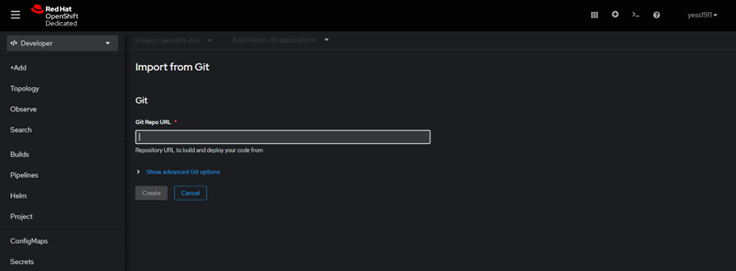 Red Hat
OpenShift
Dedicated
yess1911
</> Developer
Project: yess1911-dev
Application: All applications
+Add
Topology
Observe
Search
Builds
Pipelines
Helm
Project
ConfigMaps
Secrets
Import from Git
Git
Git Repo URL *
Repository URL to build and deploy your code from
Show advanced Git options
Create
Cancel